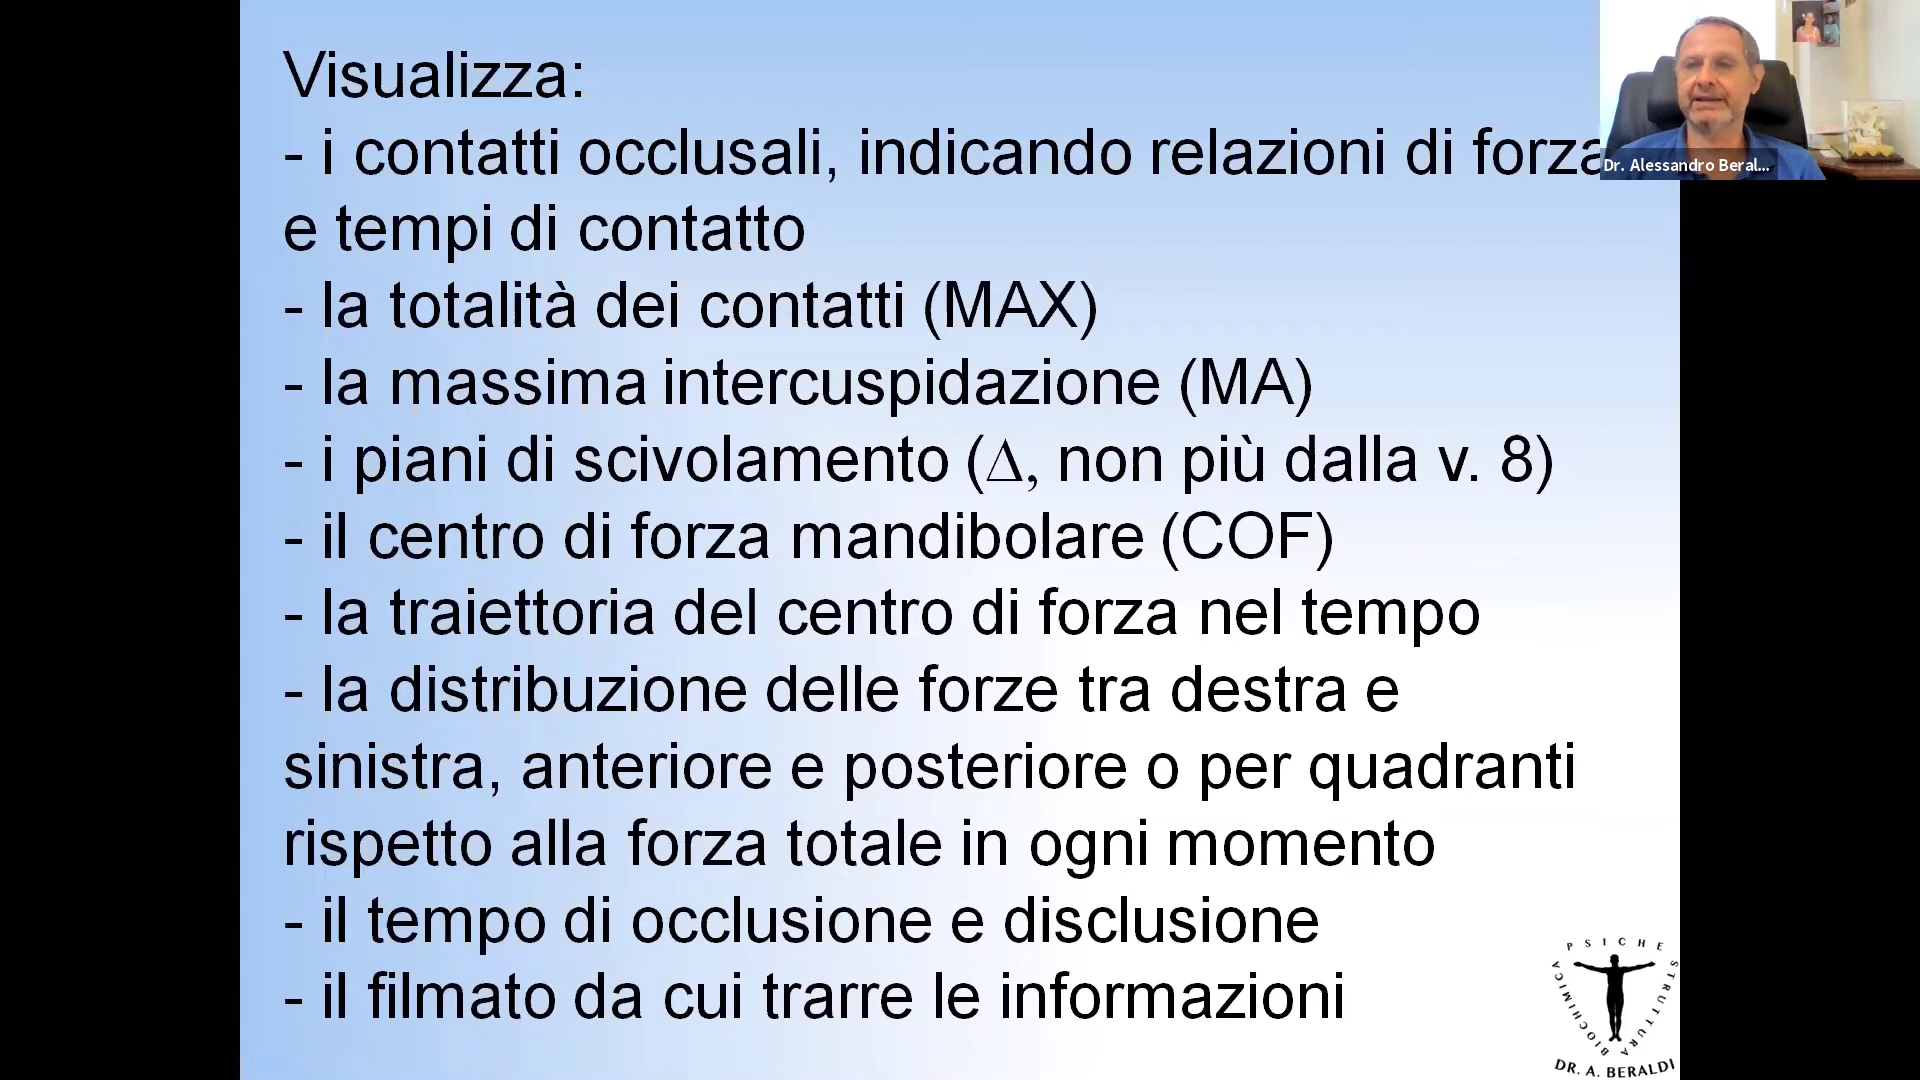 Visualizza:
- i contatti occlusali, indicando relazioni di forza
e tempi di contatto
- la totalità dei contatti (MAX)
- la massima intercuspidazione (MA)
- i piani di scivolamento (Δ, non più dalla v. 8)
- il centro di forza mandibolare (COF)
- la traiettoria del centro di forza nel tempo
- la distribuzione delle forze tra destra e
sinistra, anteriore e posteriore o per quadranti
rispetto alla forza totale in ogni momento
- il tempo di occlusione e disclusione
- il filmato da cui trarre le informazioni
Dr. Alessandro Beral...
PSICHE
STRUTTURA
BIOCHIMICA
DR. A. BERALDI